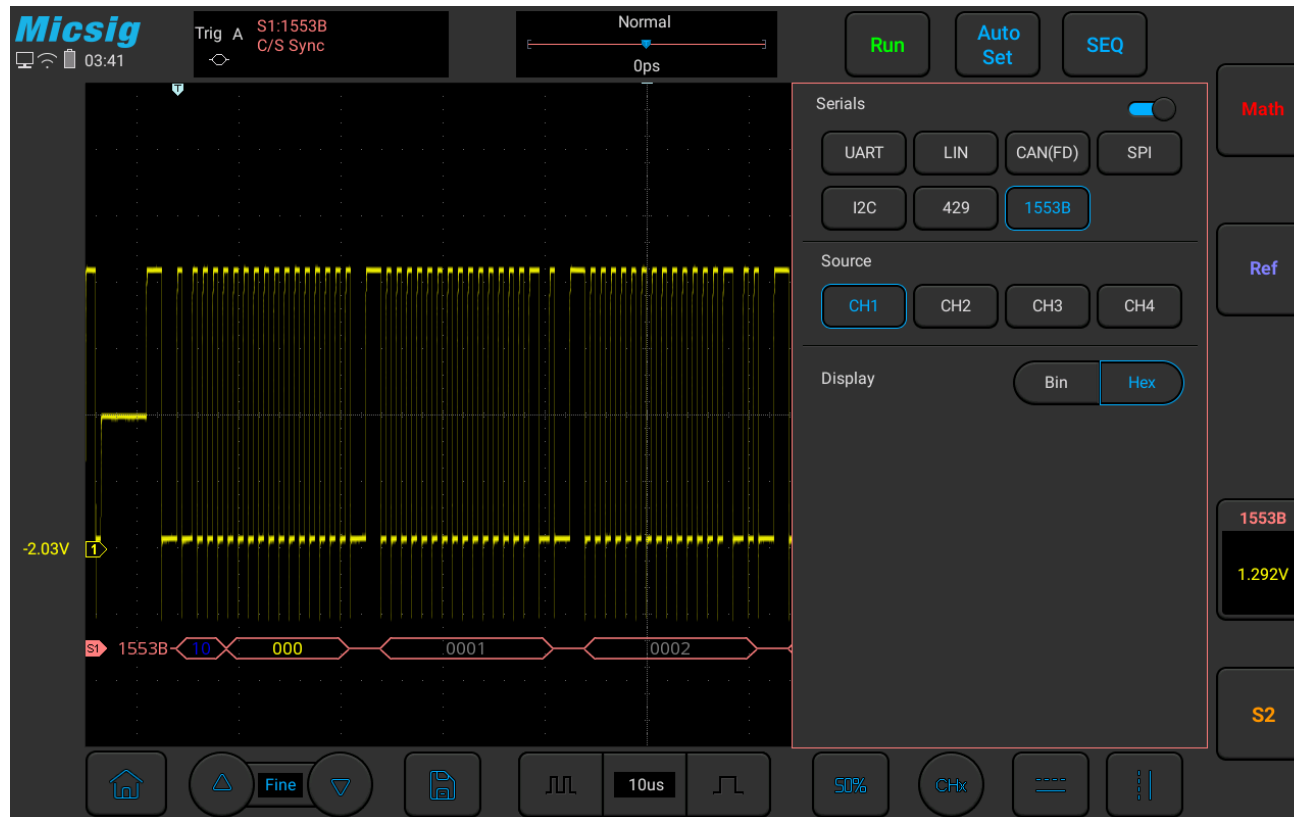 Micsig
03:41
Trig A S1:1553B
C/S Sync
Normal
0ps
Run
Auto
Set
SEQ
T
Serials
UART LIN CAN(FD) SPI
I2C 429 1553B
Source
CH1 CH2 CH3 CH4
Display Bin Hex
Math
Ref
1553B
1.292V
S2
-2.03V 1
S1 1553B 10 000 0001 0002
Fine
10us
50%
CHx